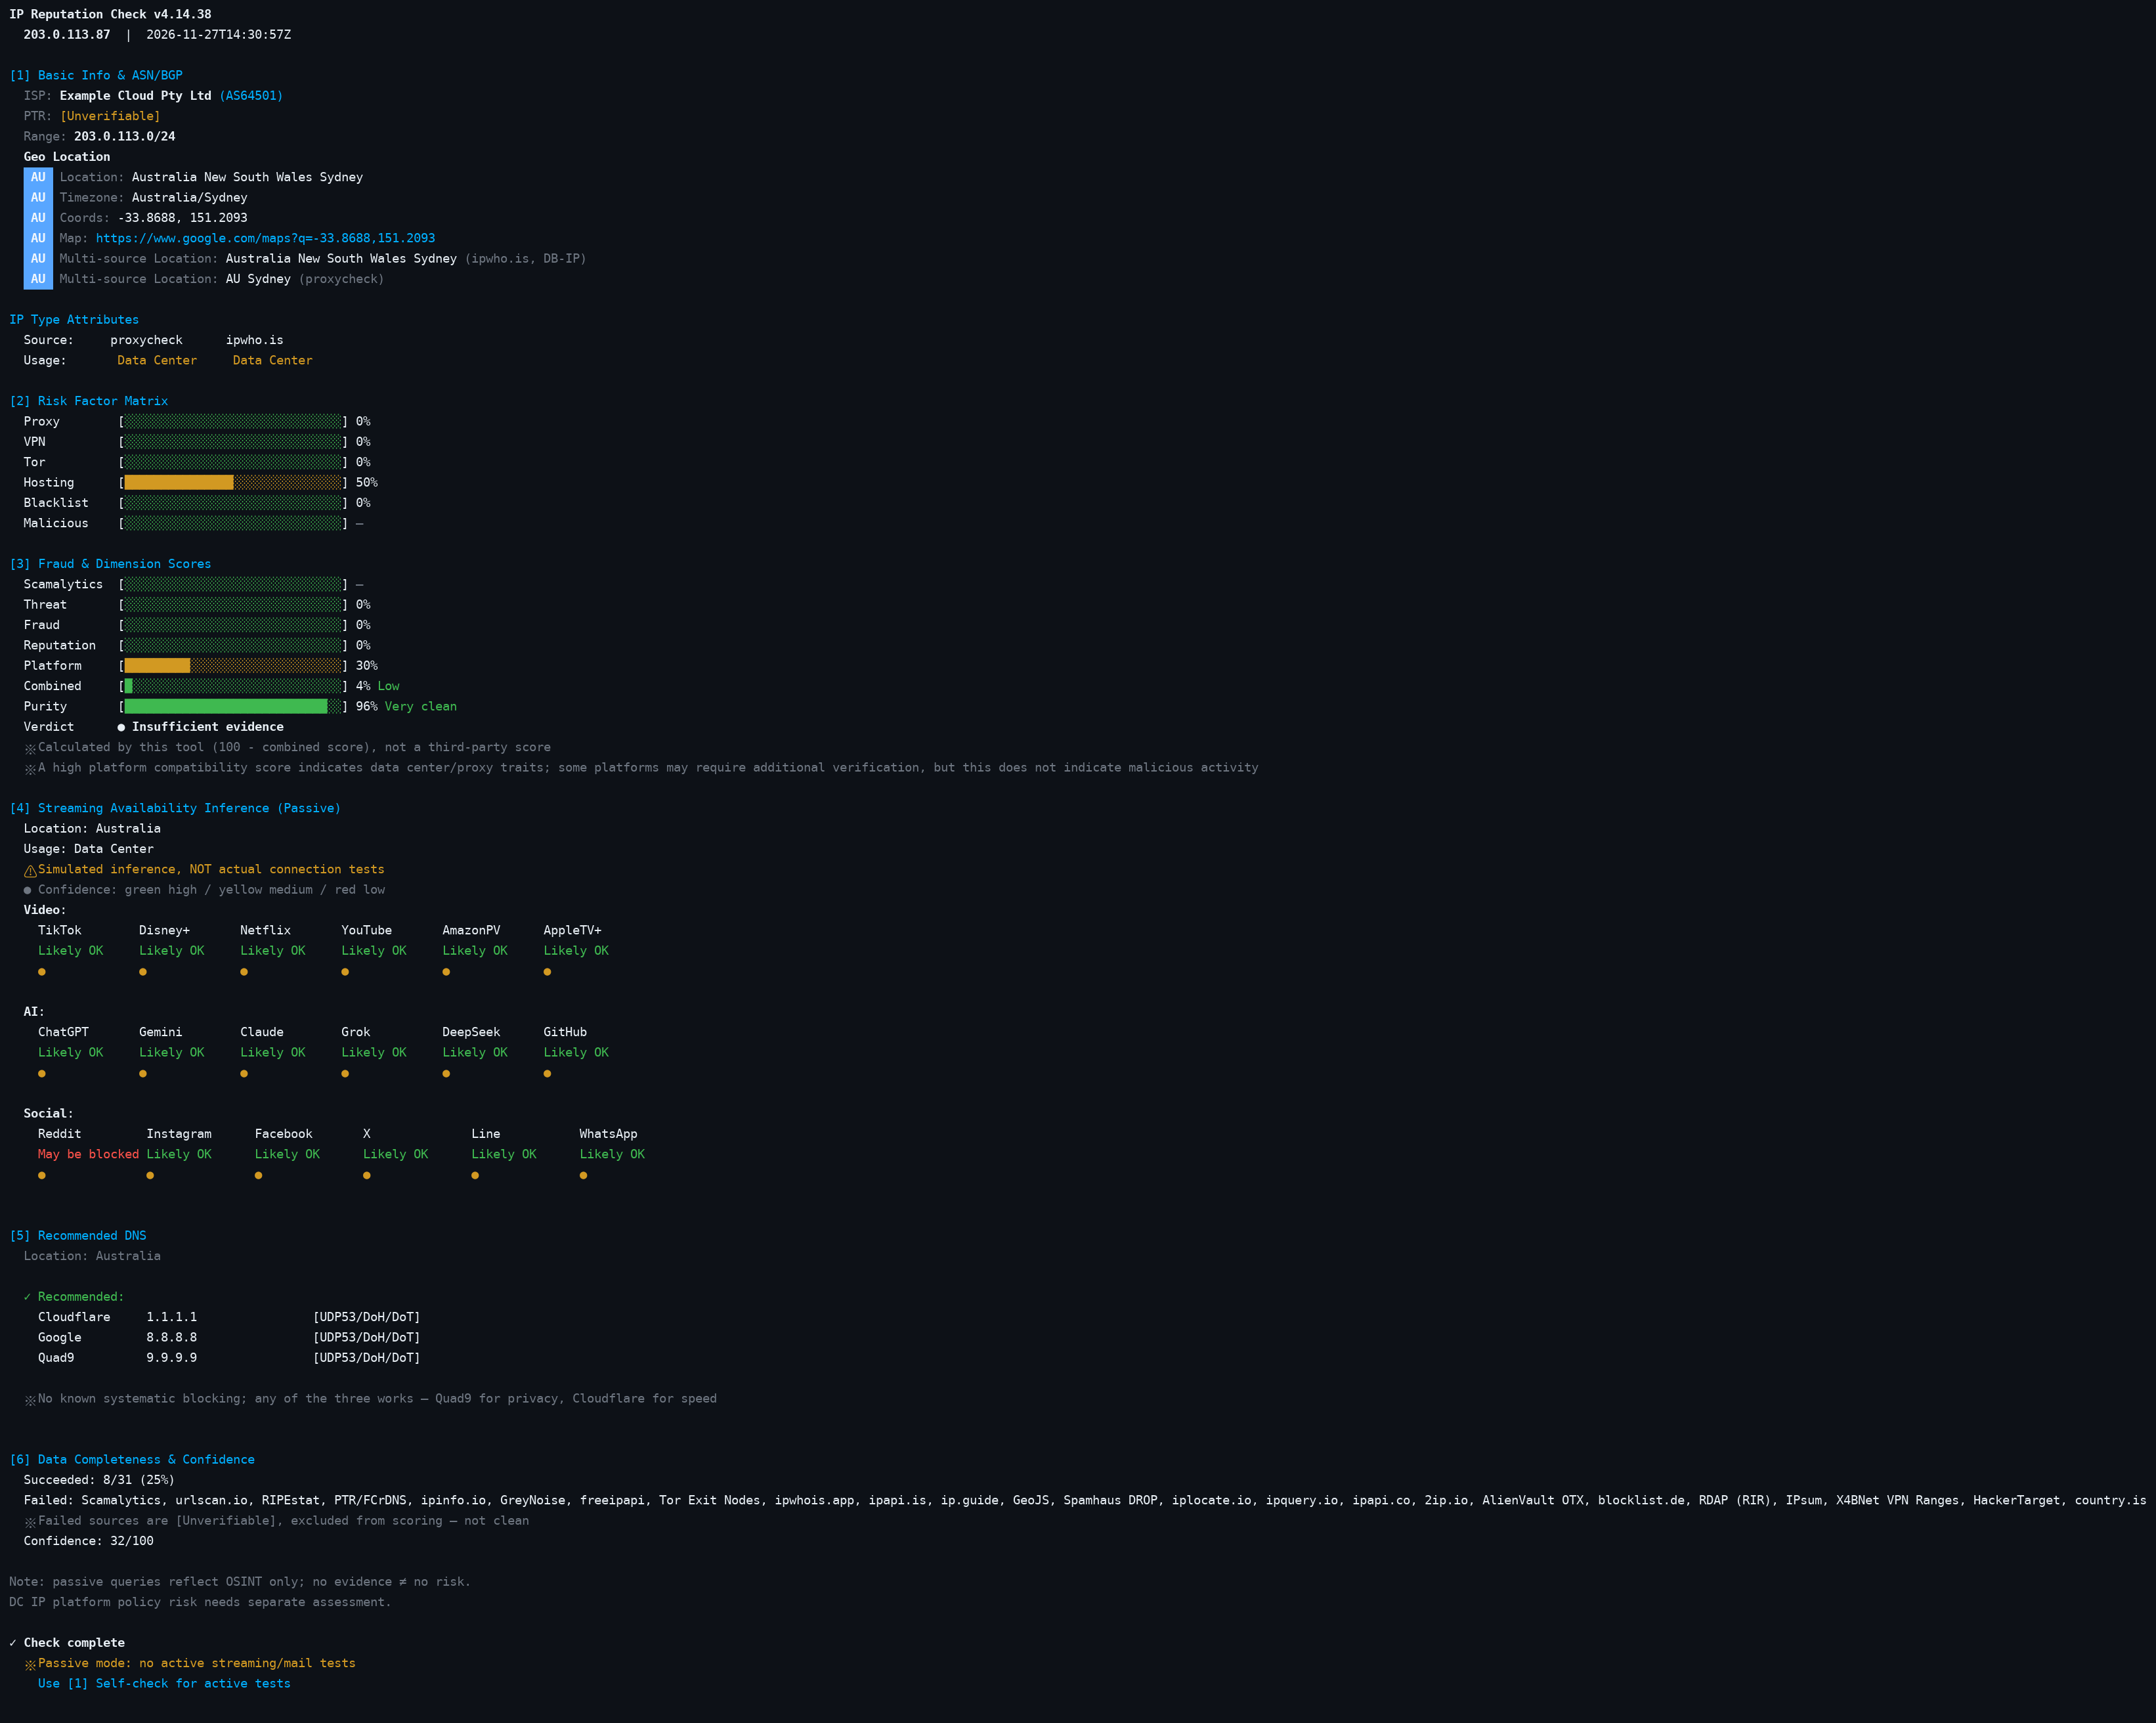 IP Reputation Check v4.14.38
203.0.113.87 | 2026-11-27T14:30:57Z
[1] Basic Info & ASN/BGP
ISP: Example Cloud Pty Ltd (AS64501)
PTR: [Unverifiable]
Range: 203.0.113.0/24
Geo Location
AU Location: Australia New South Wales Sydney
AU Timezone: Australia/Sydney
AU Coords: -33.8688, 151.2093
AU Map: https://www.google.com/maps?q=-33.8688,151.2093
AU Multi-source Location: Australia New South Wales Sydney (ipwho.is, DB-IP)
AU Multi-source Location: AU Sydney (proxycheck)
IP Type Attributes
Source: proxycheck ipwho.is
Usage: Data Center Data Center
[2] Risk Factor Matrix
Proxy [░░░░░░░░░░░░░░░░░░░░░░░░░░░░░░] 0%
VPN [░░░░░░░░░░░░░░░░░░░░░░░░░░░░░░] 0%
Tor [░░░░░░░░░░░░░░░░░░░░░░░░░░░░░░] 0%
Hosting [███████████████░░░░░░░░░░░░░░░] 50%
Blacklist [░░░░░░░░░░░░░░░░░░░░░░░░░░░░░░] 0%
Malicious [░░░░░░░░░░░░░░░░░░░░░░░░░░░░░░] —
[3] Fraud & Dimension Scores
Scamalytics [░░░░░░░░░░░░░░░░░░░░░░░░░░░░░░] —
Threat [░░░░░░░░░░░░░░░░░░░░░░░░░░░░░░] 0%
Fraud [░░░░░░░░░░░░░░░░░░░░░░░░░░░░░░] 0%
Reputation [░░░░░░░░░░░░░░░░░░░░░░░░░░░░░░] 0%
Platform [█████████░░░░░░░░░░░░░░░░░░░░░] 30%
Combined [█░░░░░░░░░░░░░░░░░░░░░░░░░░░░░] 4% Low
Purity [████████████████████████████░░] 96% Very clean
Verdict ● Insufficient evidence
※Calculated by this tool (100 - combined score), not a third-party score
※A high platform compatibility score indicates data center/proxy traits; some platforms may require additional verification, but this does not indicate malicious activity
[4] Streaming Availability Inference (Passive)
Location: Australia
Usage: Data Center
⚠Simulated inference, NOT actual connection tests
● Confidence: green high / yellow medium / red low
Video:
TikTok Disney+ Netflix YouTube AmazonPV AppleTV+
Likely OK Likely OK Likely OK Likely OK Likely OK Likely OK
● ● ● ● ● ●
AI:
ChatGPT Gemini Claude Grok DeepSeek GitHub
Likely OK Likely OK Likely OK Likely OK Likely OK Likely OK
● ● ● ● ● ●
Social:
Reddit Instagram Facebook X Line WhatsApp
May be blocked Likely OK Likely OK Likely OK Likely OK Likely OK
● ● ● ● ● ●
[5] Recommended DNS
Location: Australia
✓ Recommended:
Cloudflare 1.1.1.1 [UDP53/DoH/DoT]
Google 8.8.8.8 [UDP53/DoH/DoT]
Quad9 9.9.9.9 [UDP53/DoH/DoT]
※No known systematic blocking; any of the three works — Quad9 for privacy, Cloudflare for speed
[6] Data Completeness & Confidence
Succeeded: 8/31 (25%)
Failed: Scamalytics, urlscan.io, RIPEstat, PTR/FCrDNS, ipinfo.io, GreyNoise, freeipapi, Tor Exit Nodes, ipwhois.app, ipapi.is, ip.guide, GeoJS, Spamhaus DROP, iplocate.io, ipquery.io, ipapi.co, 2ip.io, AlienVault OTX, blocklist.de, RDAP (RIR), IPsum, X4BNet VPN Ranges, HackerTarget, country.is
※Failed sources are [Unverifiable], excluded from scoring — not clean
Confidence: 32/100
Note: passive queries reflect OSINT only; no evidence ≠ no risk.
DC IP platform policy risk needs separate assessment.
✓ Check complete
※Passive mode: no active streaming/mail tests
Use [1] Self-check for active tests